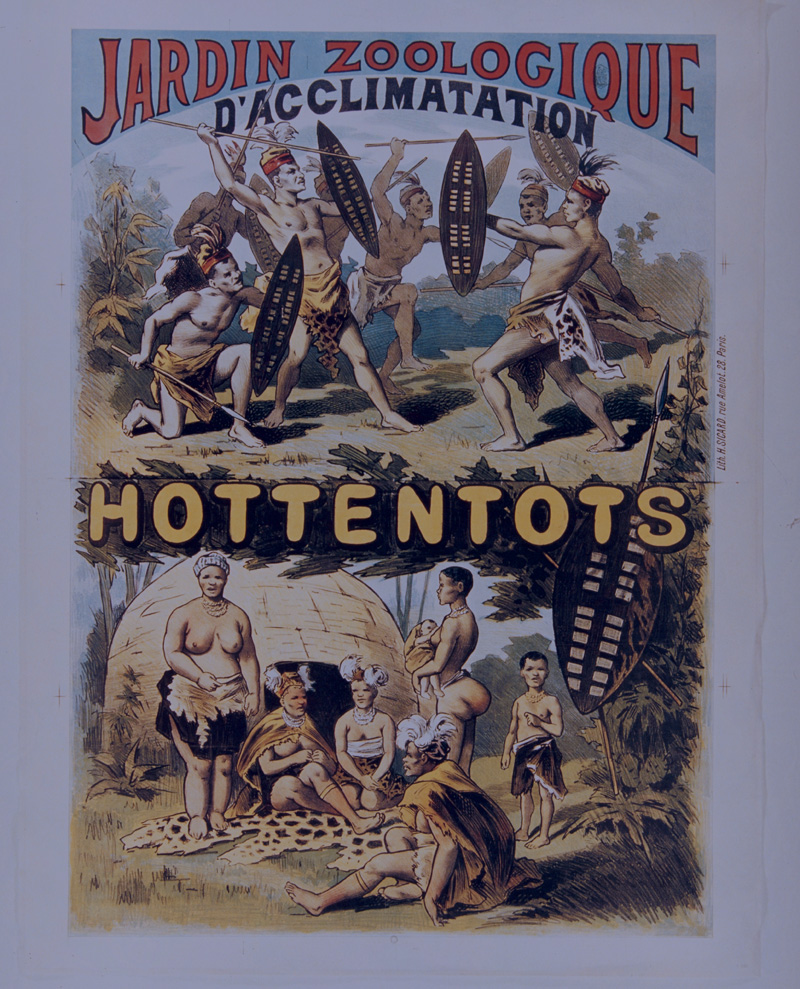 JARDIN ZOOLOGIQUE
D'ACCLIMATATION
HOTTENTOTS
Lith. H. SICARD, rue Amelot, 28. Paris.